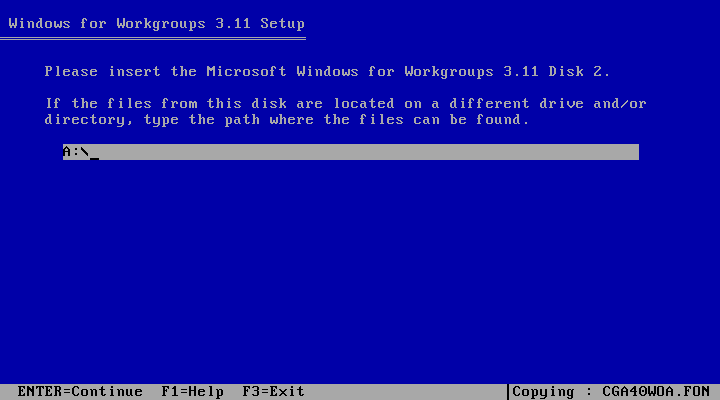 Windows for Workgroups 3.11 Setup
Please insert the Microsoft Windows for Workgroups 3.11 Disk 2.
If the files from this disk are located on a different drive and/or
directory, type the path where the files can be found.
A:\_
ENTER=Continue  F1=Help  F3=Exit  |Copying : CGA40WOA.FON